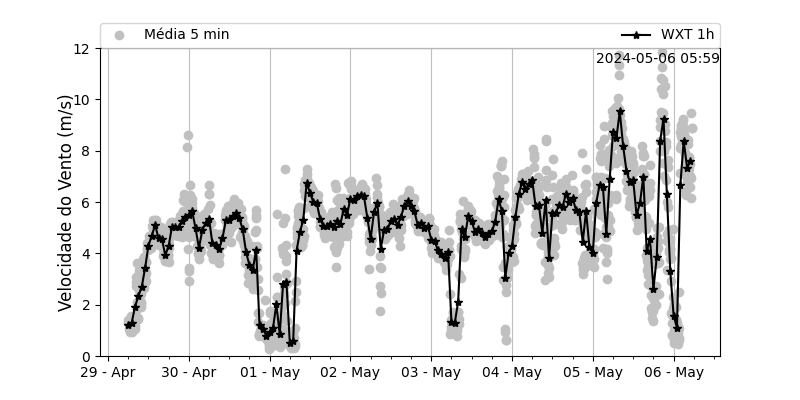 Média 5 min WXT 1h
2024-05-06 05:59
Velocidade do Vento (m/s)
12
10
8
6
4
2
0
29 - Apr 30 - Apr 01 - May 02 - May 03 - May 04 - May 05 - May 06 - May